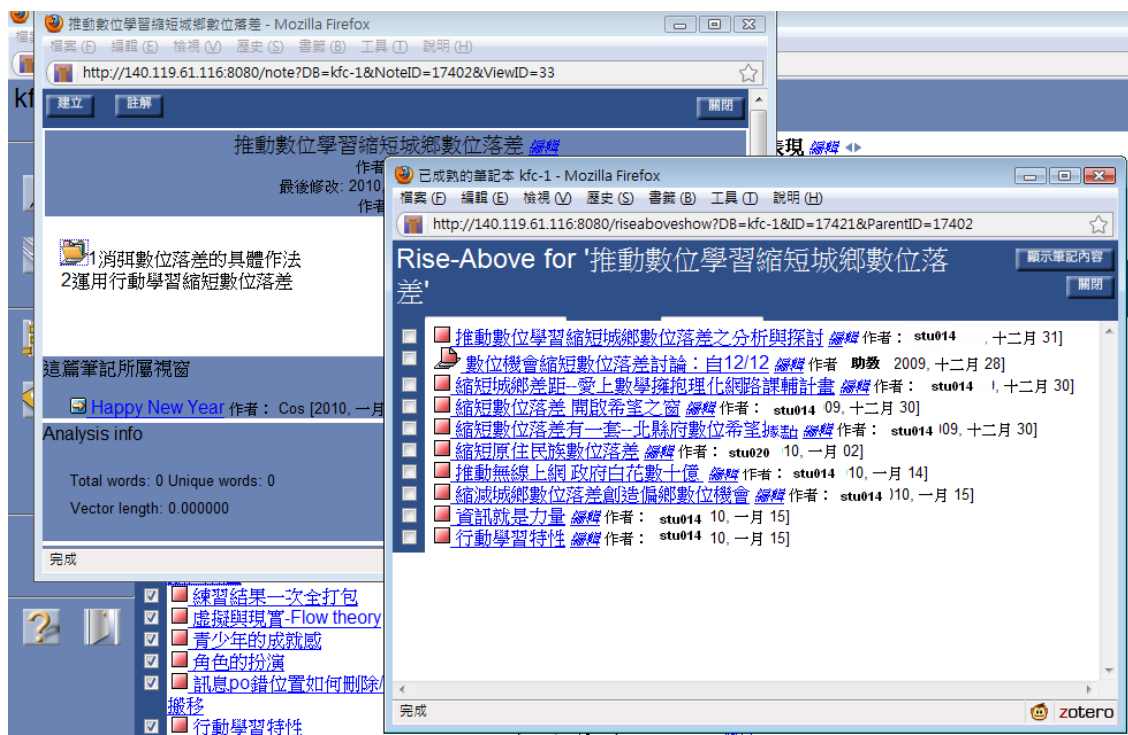 推動數位學習縮短城鄉數位落差 - Mozilla Firefox
檔案(F) 編輯(E) 檢視(V) 歷史(S) 書籤(B) 工具(T) 說明(H)
http://140.119.61.116:8080/note?DB=kfc-1&NoteID=17402&ViewID=33
建立 註解 關閉
推動數位學習縮短城鄉數位落差 編輯
作者
最後修改: 2010,
作者
1消弭數位落差的具體作法
2運用行動學習縮短數位落差
這篇筆記所屬視窗
Happy New Year 作者： Cos [2010, 一月
Analysis info
Total words: 0 Unique words: 0
Vector length: 0.000000
完成
表現 編輯
已成熟的筆記本 kfc-1 - Mozilla Firefox
檔案(F) 編輯(E) 檢視(V) 歷史(S) 書籤(B) 工具(T) 說明(H)
http://140.119.61.116:8080/riseaboveshow?DB=kfc-1&ID=17421&ParentID=17402
Rise-Above for '推動數位學習縮短城鄉數位落
差'
顯示筆記內容
關閉
推動數位學習縮短城鄉數位落差之分析與探討 編輯 作者： stu014 , 十二月 31]
數位機會縮短數位落差討論：自12/12 編輯 作者 助教 2009, 十二月 28]
縮短城鄉差距--愛上數學擁抱理化網路課輔計畫 編輯 作者： stu014 , 十二月 30]
縮短數位落差 開啟希望之窗 編輯 作者： stu014 09, 十二月 30]
縮短數位落差有一套--北縣府數位希望據點 編輯 作者： stu014 09, 十二月 30]
縮短原住民族數位落差 編輯 作者： stu020 10, 一月 02]
推動無線上網 政府白花數十億 編輯 作者： stu014 10, 一月 14]
縮減城鄉數位落差創造偏鄉數位機會 編輯 作者： stu014 10, 一月 15]
資訊就是力量 編輯 作者： stu014 10, 一月 15]
行動學習特性 編輯 作者： stu014 10, 一月 15]
完成
zotero
練習結果一次全打包
虛擬與現實-Flow theory
青少年的成就感
角色的扮演
訊息po錯位置如何刪除/
搬移
行動學習特性